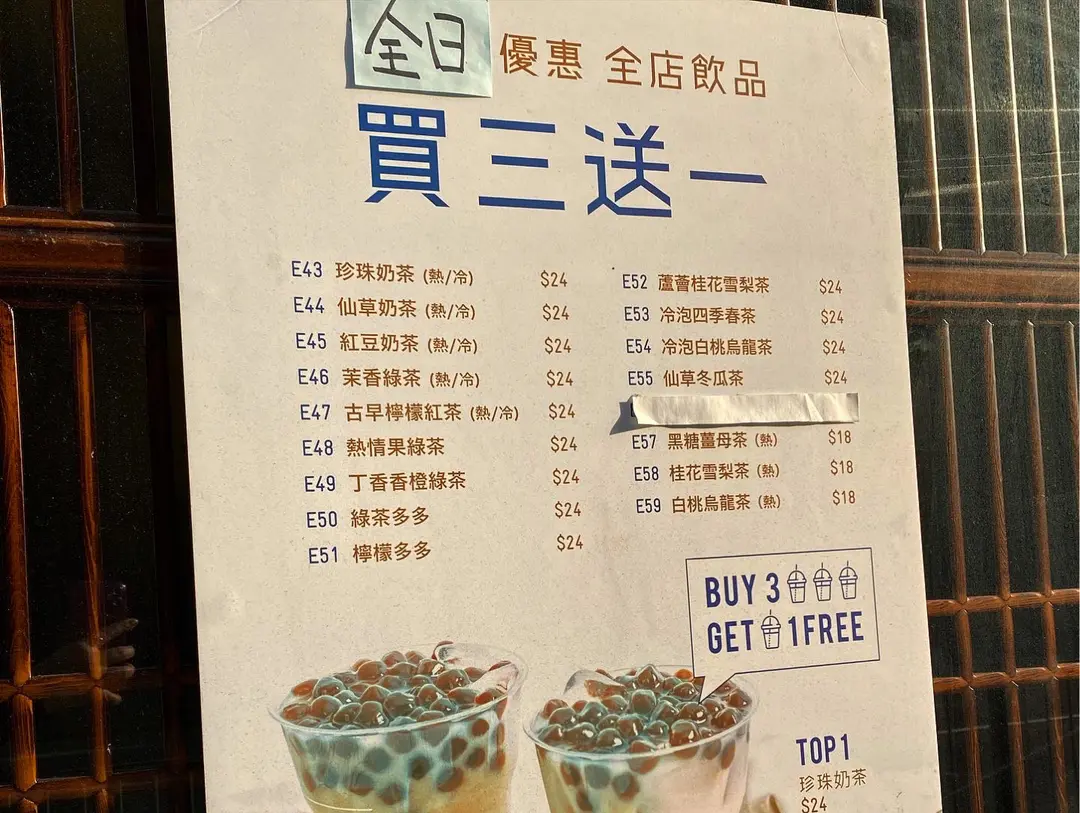 全日 優惠 全店飲品
買三送一
E43 珍珠奶茶 (熱/冷) $24
E44 仙草奶茶 (熱/冷) $24
E45 紅豆奶茶 (熱/冷) $24
E46 茉香綠茶 (熱/冷) $24
E47 古早檸檬紅茶 (熱/冷) $24
E48 熱情果綠茶 $24
E49 丁香香橙綠茶 $24
E50 綠茶多多 $24
E51 檸檬多多 $24
E52 蘆薈桂花雪梨茶 $24
E53 冷泡四季春茶 $24
E54 冷泡白桃烏龍茶 $24
E55 仙草冬瓜茶 $24
E57 黑糖薑母茶 (熱) $18
E58 桂花雪梨茶 (熱) $18
E59 白桃烏龍茶 (熱) $18
BUY 3
GET 1 FREE
TOP 1
珍珠奶茶
$24